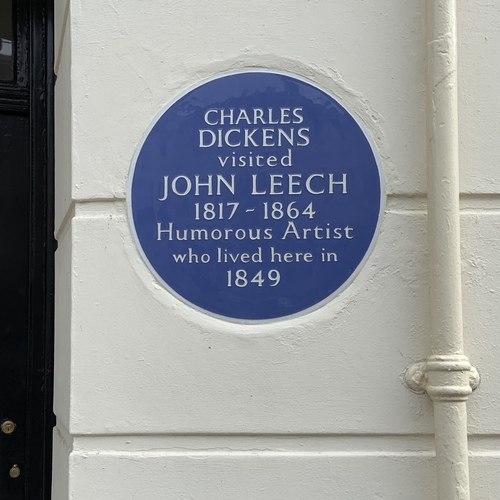 CHARLES
DICKENS
visited
JOHN LEECH
1817 - 1864
Humorous Artist
who lived here in
1849